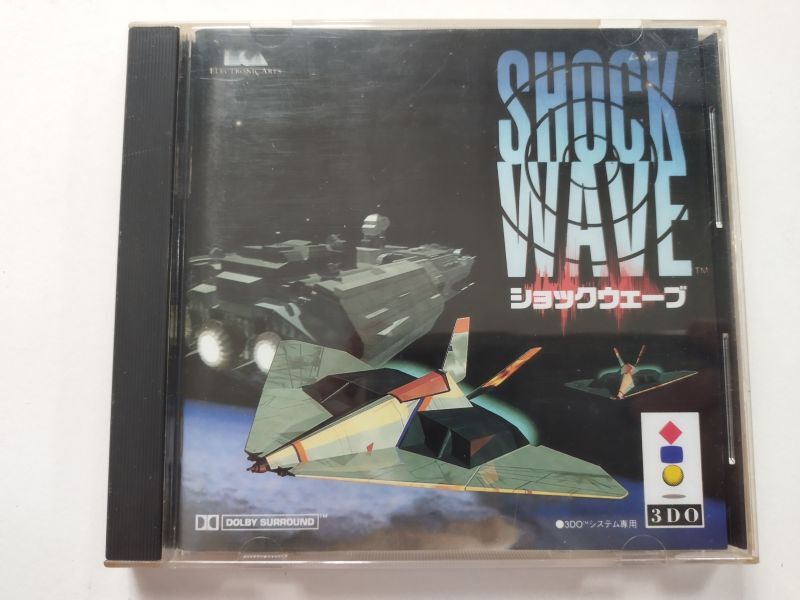 ELECTRONIC ARTS
SHOCK
WAVE
TM
ショックウェーブ
DOLBY SURROUND TM
●3DO™システム専用
3DO